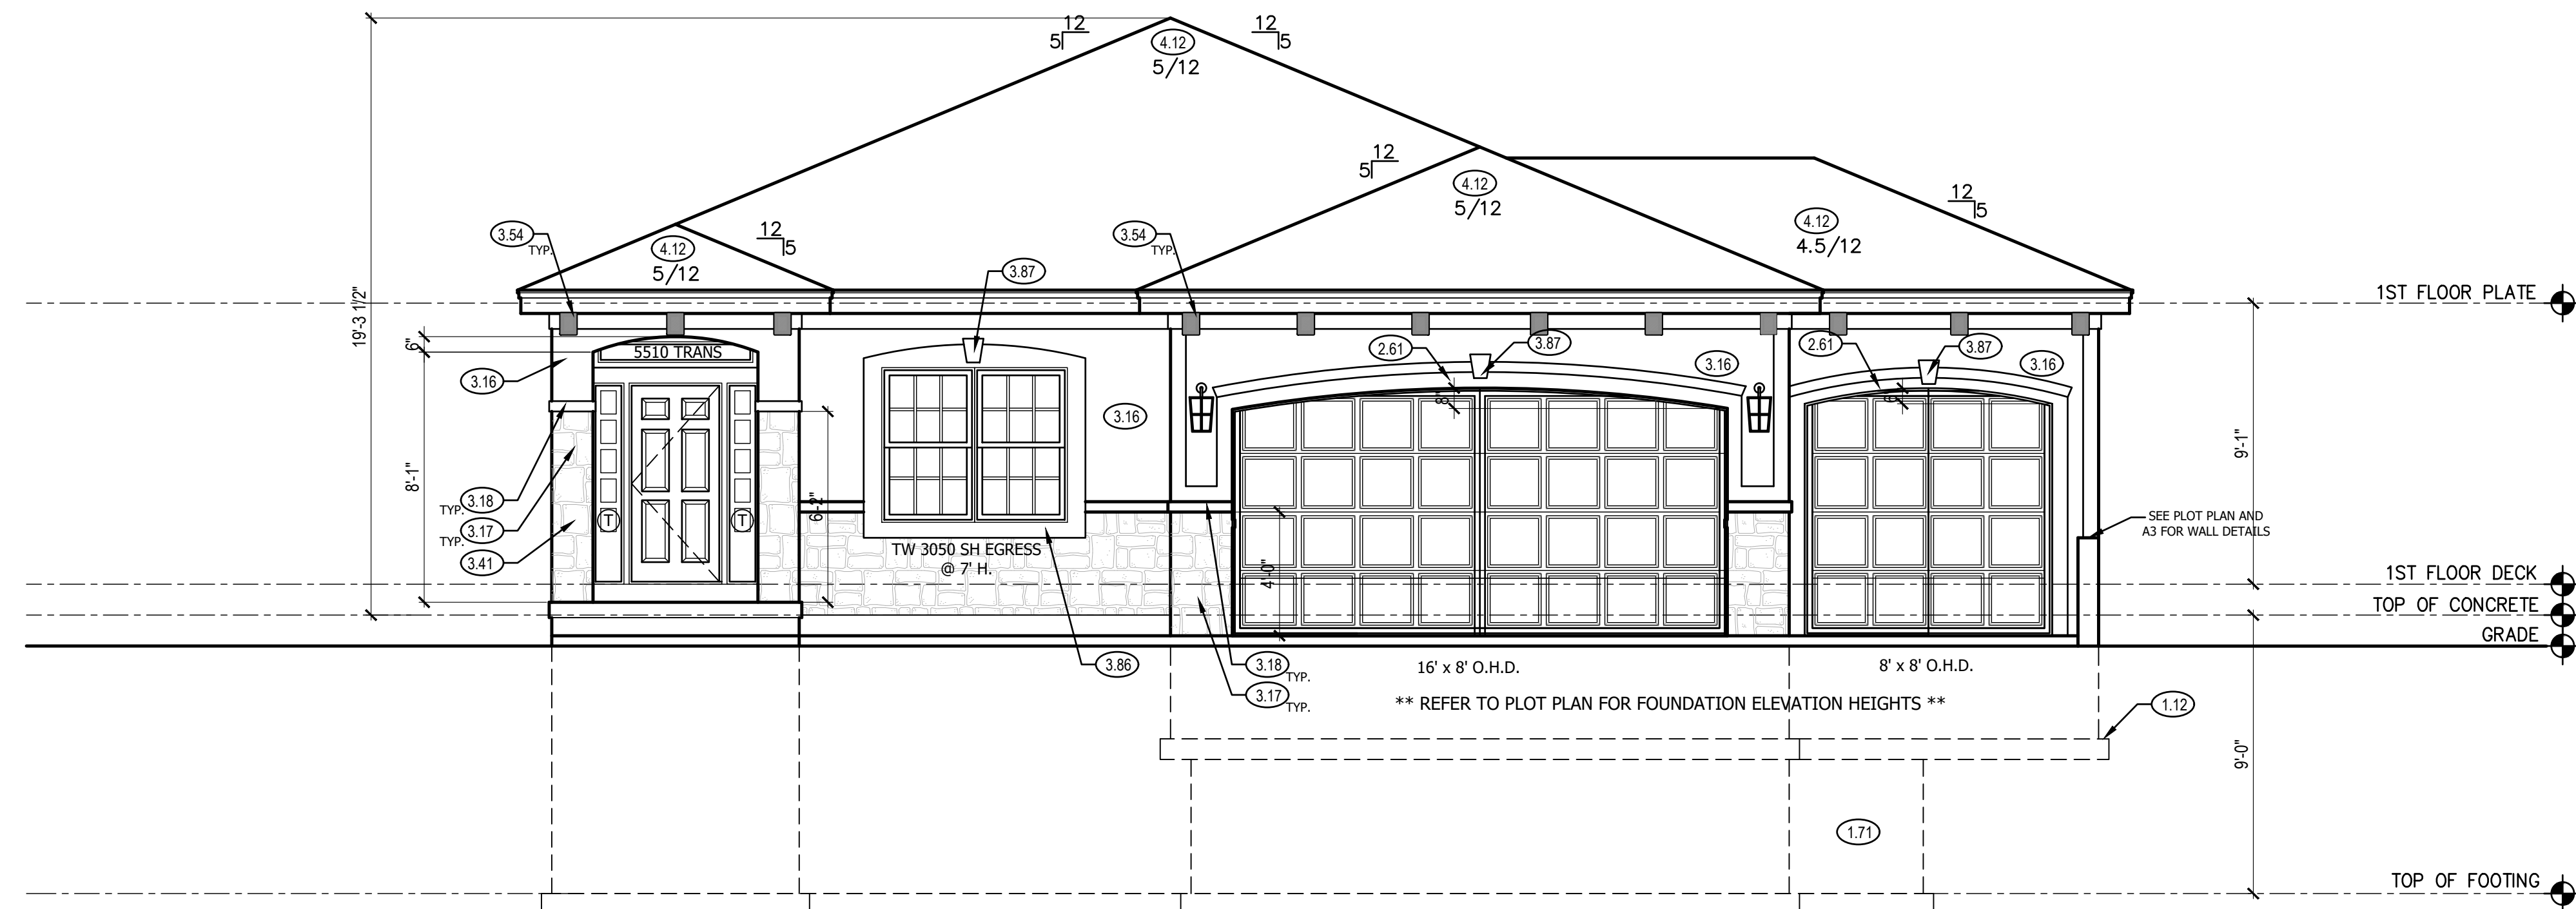 12
5
12
5
4.12
5/12
12
5
4.12
5/12
12
5
4.12
4.5/12
3.54
TYP.
4.12
5/12
12
5
3.54
TYP.
3.87
1ST FLOOR PLATE
19'-3 1/2"
6"
5510 TRANS
3.16
2.61
3.87
3.16
2.61
3.87
3.16
8"
6"
3.16
9'-1"
8'-1"
3.18
TYP.
3.17
TYP.
3.41
T
T
6'-2"
SEE PLOT PLAN AND
A3 FOR WALL DETAILS
TW 3050 SH EGRESS
@ 7' H.
4'-0"
1ST FLOOR DECK
TOP OF CONCRETE
GRADE
3.86
3.18
TYP.
3.17
TYP.
16' x 8' O.H.D.
8' x 8' O.H.D.
** REFER TO PLOT PLAN FOR FOUNDATION ELEVATION HEIGHTS **
1.12
9'-0"
1.71
TOP OF FOOTING